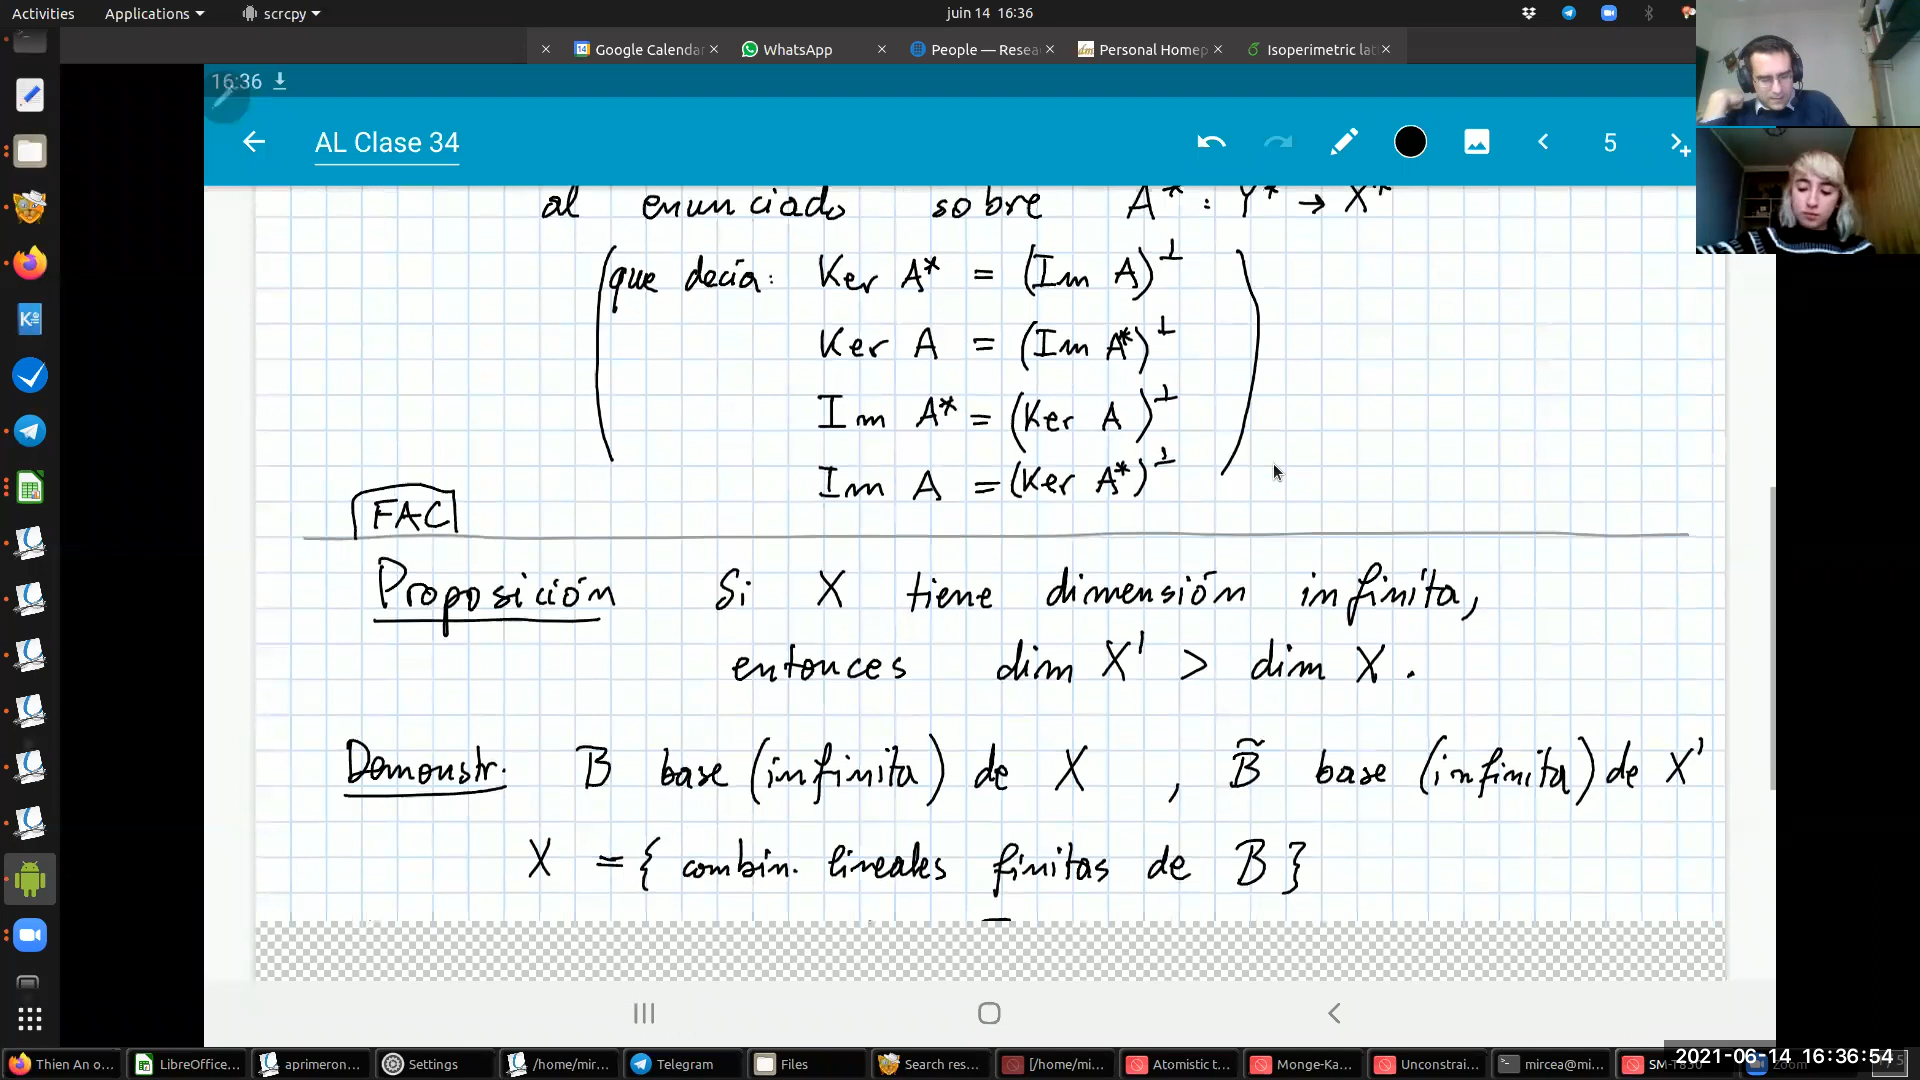 Activities Applications scrcpy juin 14 16:36
Google Calendar WhatsApp People — Resea Personal Homep Isoperimetric lat
16:36
AL Clase 34 5
al enunciado sobre A* : Y* → X*
(que decía: Ker A* = (Im A)⊥
Ker A = (Im A*)⊥
Im A* = (Ker A)⊥
Im A = (Ker A*)⊥)
FAC
Proposición Si X tiene dimensión infinita,
entonces dim X' > dim X.
Demonstr. B base (infinita) de X , B̃ base (infinita) de X'
X = { combin. lineales finitas de B }
Thien An o... LibreOffice... aprimeron... Settings /home/mir... Telegram Files Search res... [/home/mi... Atomistic t... Monge-Ka... Unconstrai... mircea@mi... SM-T850 Zoom
2021-06-14 16:36:54